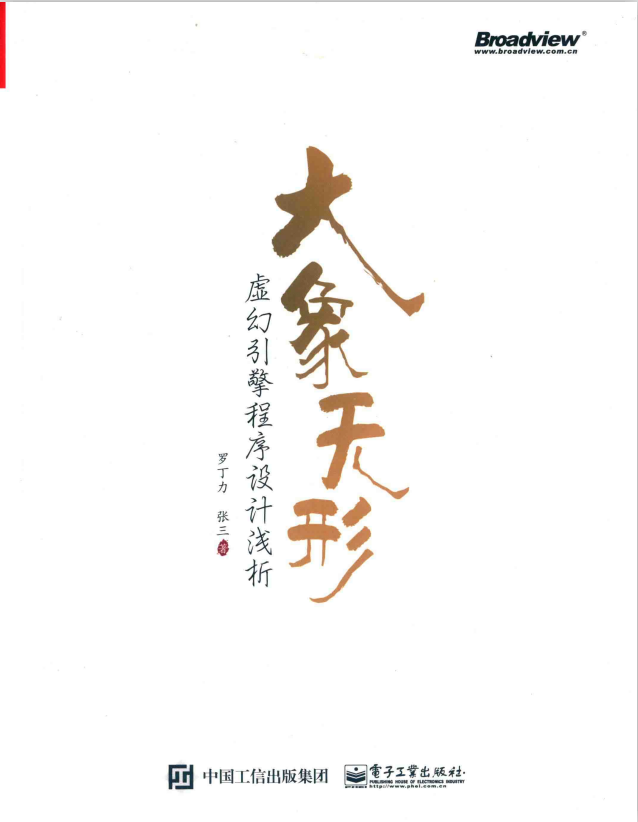 Broadview®
www.broadview.com.cn
大象无形
虚幻引擎程序设计浅析
罗丁力 张三 著
中国工信出版集团
電子工業出版社·
PUBLISHING HOUSE OF ELECTRONICS INDUSTRY
http://www.phei.com.cn